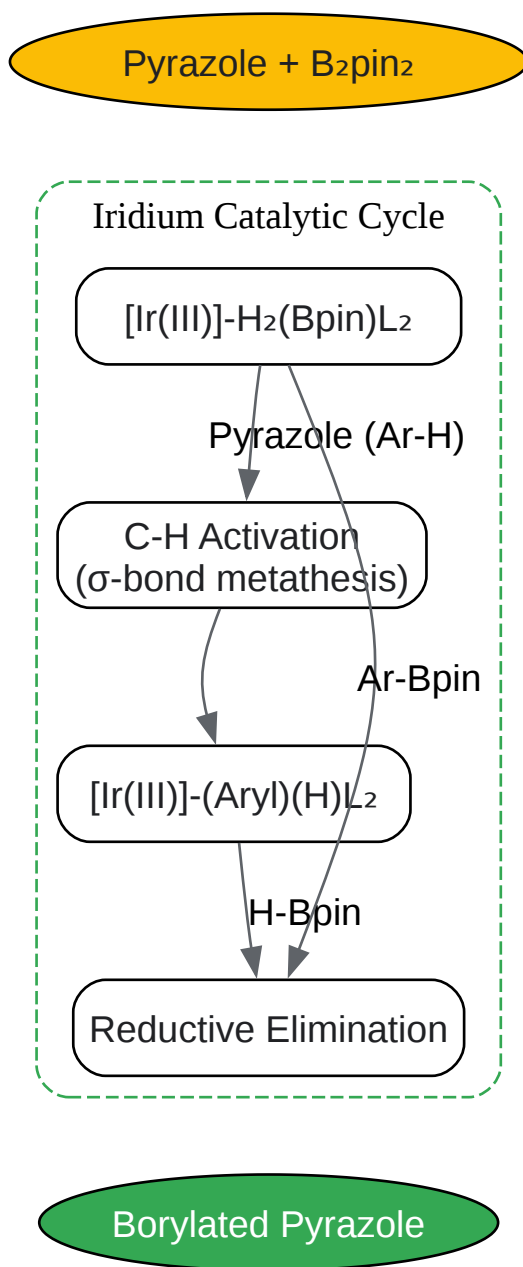 Pyrazole + B₂pin₂
Iridium Catalytic Cycle
[Ir(III)]-H₂(Bpin)L₂
Pyrazole (Ar-H)
C-H Activation
(σ-bond metathesis)
Ar-Bpin
[Ir(III)]-(Aryl)(H)L₂
H-Bpin
Reductive Elimination
Borylated Pyrazole